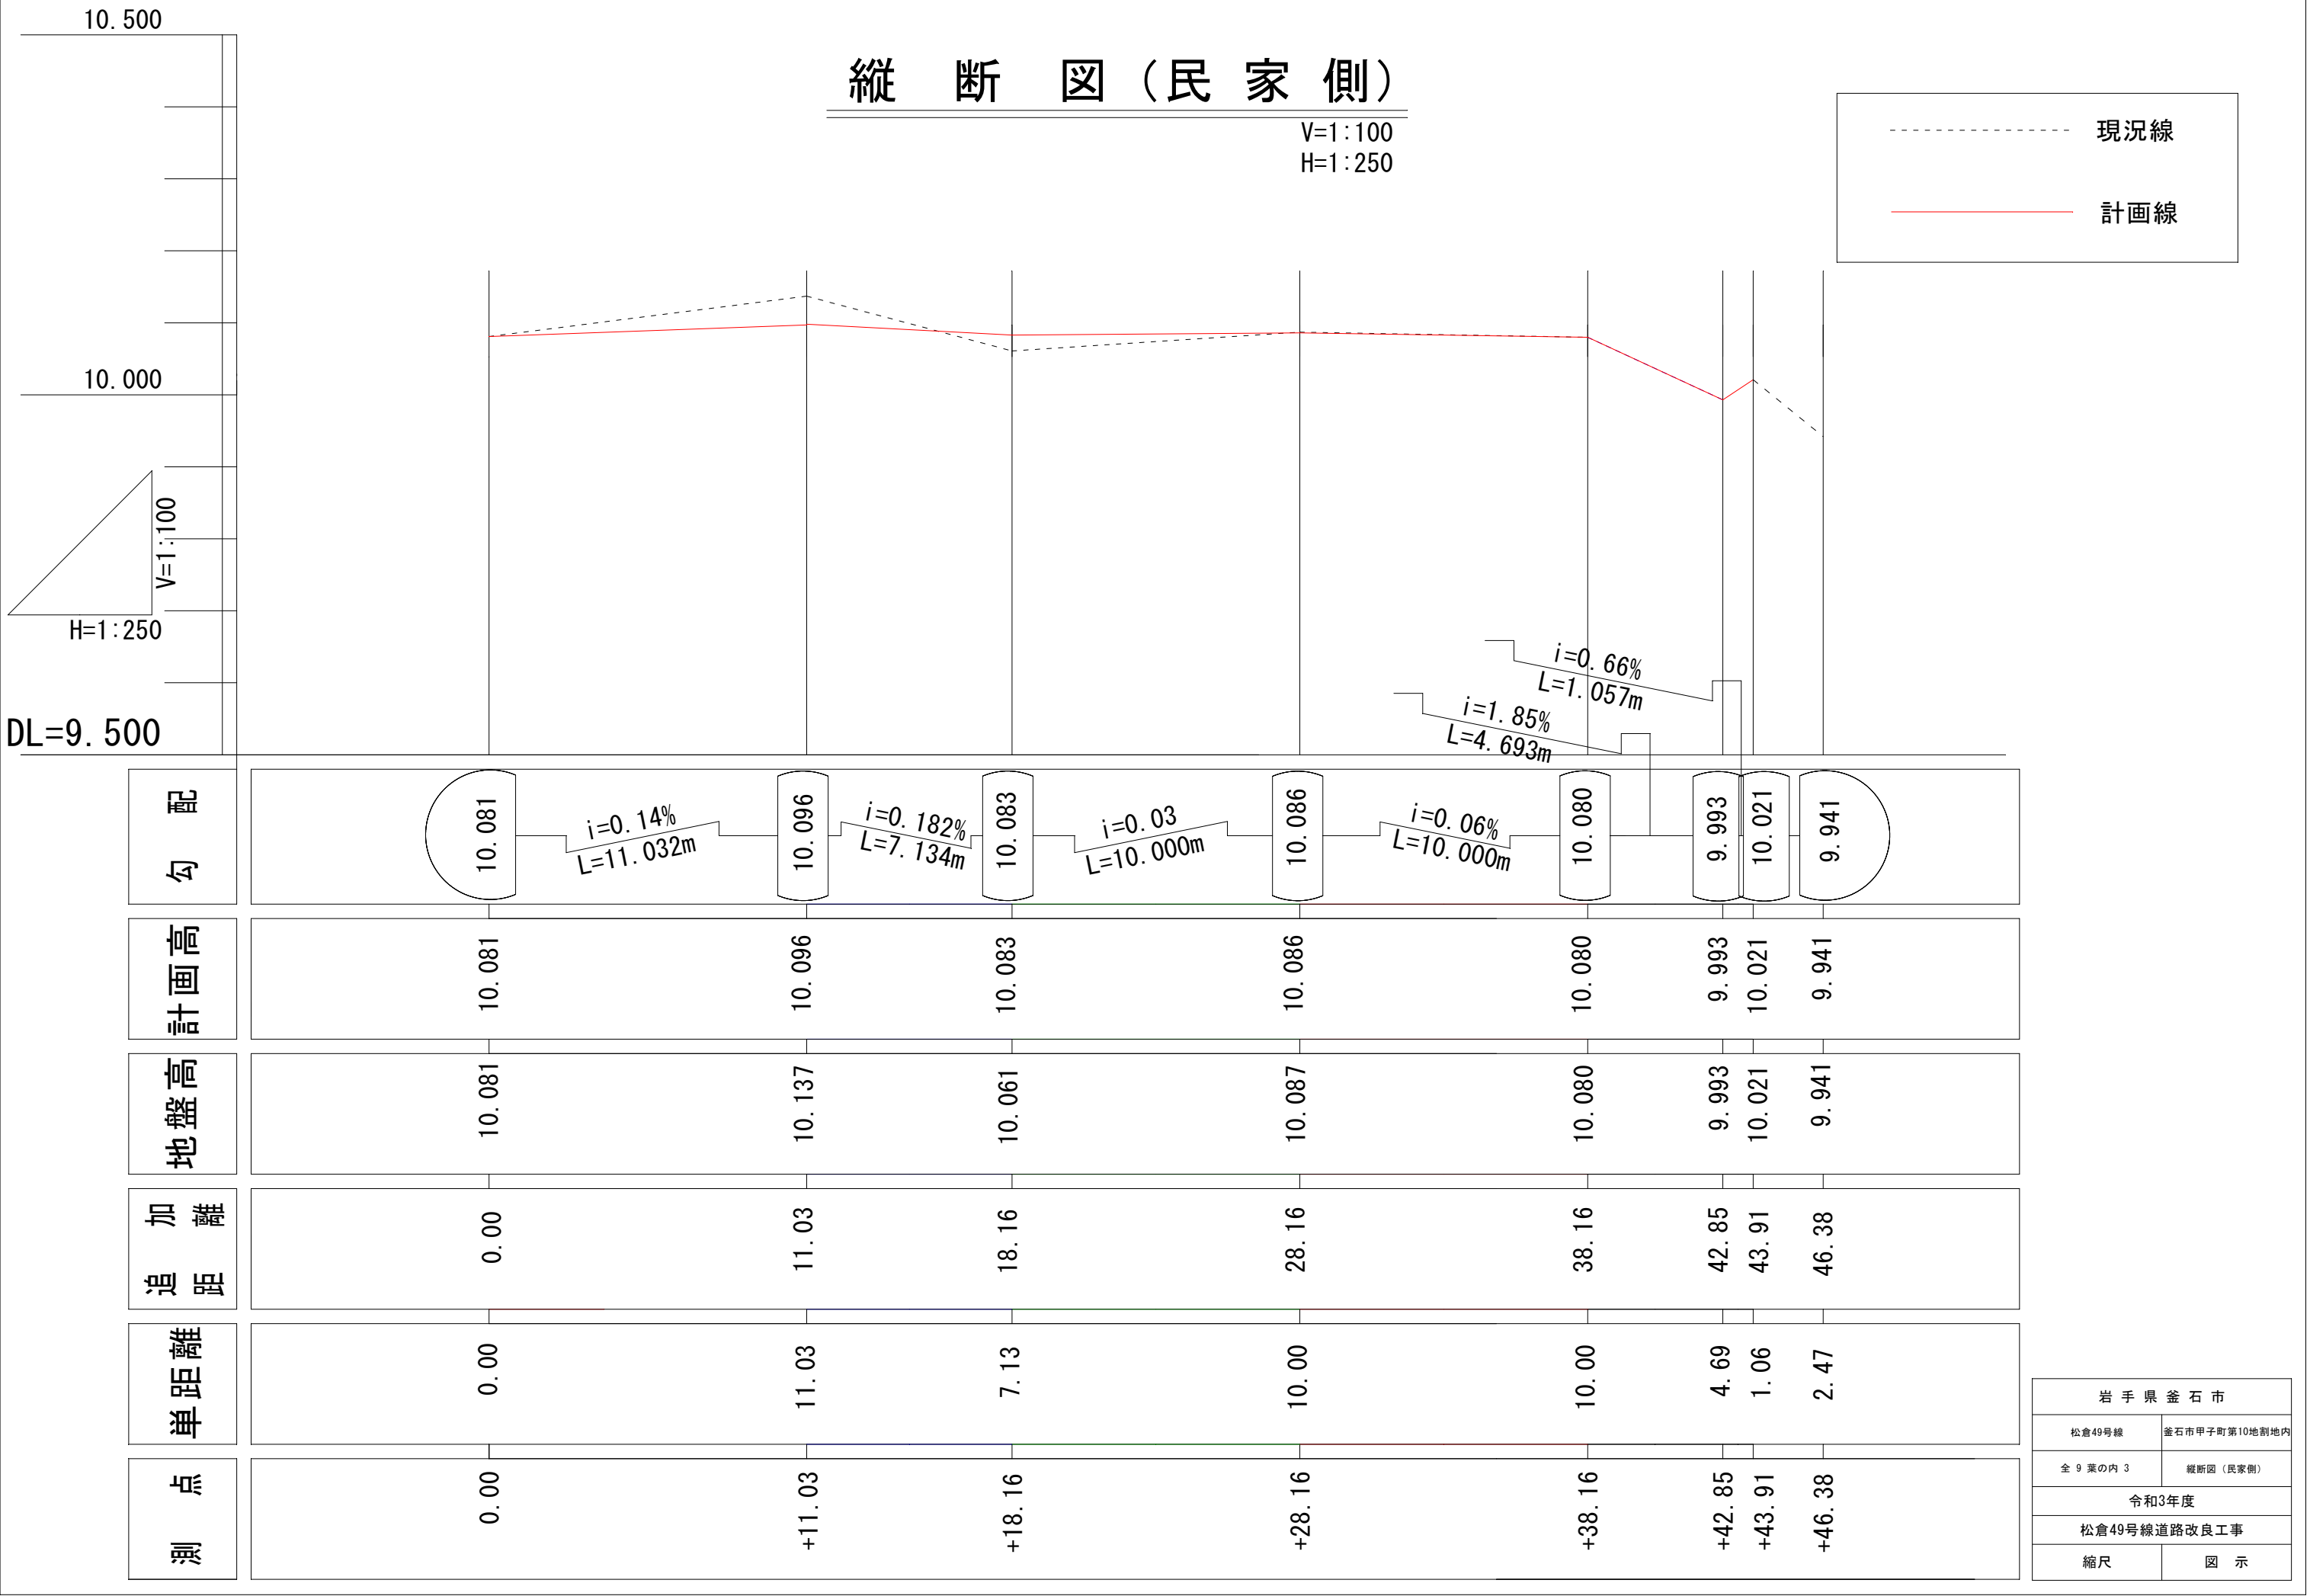 縦断図(民家側)
V=1:100
H=1:250
現況線
計画線
10.500
10.000
V=1:100
H=1:250
DL=9.500
i=0.66%
L=1.057m
i=1.85%
L=4.693m
勾配
10.081
i=0.14%
L=11.032m
10.096
i=0.182%
L=7.134m
10.083
i=0.03
L=10.000m
10.086
i=0.06%
L=10.000m
10.080
9.993
10.021
9.941
計画高
10.081
10.096
10.083
10.086
10.080
9.993
10.021
9.941
地盤高
10.081
10.137
10.061
10.087
10.080
9.993
10.021
9.941
追加
距離
0.00
11.03
18.16
28.16
38.16
42.85
43.91
46.38
単距離
0.00
11.03
7.13
10.00
10.00
4.69
1.06
2.47
測点
0.00
+11.03
+18.16
+28.16
+38.16
+42.85
+43.91
+46.38
岩手県釜石市
松倉49号線
釜石市甲子町第10地割地内
全 9 葉の内 3
縦断図(民家側)
令和3年度
松倉49号線道路改良工事
縮尺
図示